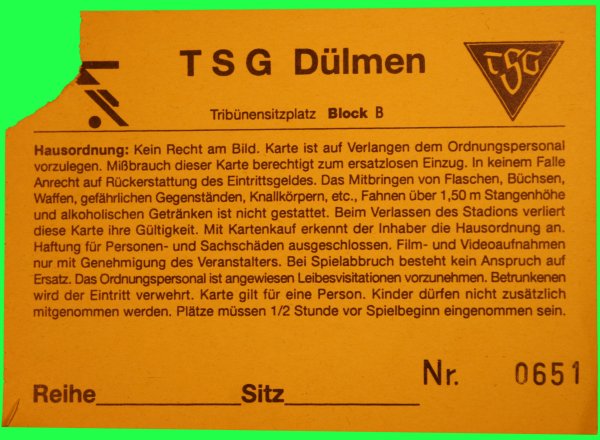 TSG Dülmen
TSG
Tribünensitzplatz Block B
Hausordnung: Kein Recht am Bild. Karte ist auf Verlangen dem Ordnungspersonal
vorzulegen. Mißbrauch dieser Karte berechtigt zum ersatzlosen Einzug. In keinem Falle
Anrecht auf Rückerstattung des Eintrittsgeldes. Das Mitbringen von Flaschen, Büchsen,
Waffen, gefährlichen Gegenständen, Knallkörpern, etc., Fahnen über 1,50 m Stangenhöhe
und alkoholischen Getränken ist nicht gestattet. Beim Verlassen des Stadions verliert
diese Karte ihre Gültigkeit. Mit Kartenkauf erkennt der Inhaber die Hausordnung an.
Haftung für Personen- und Sachschäden ausgeschlossen. Film- und Videoaufnahmen
nur mit Genehmigung des Veranstalters. Bei Spielabbruch besteht kein Anspruch auf
Ersatz. Das Ordnungspersonal ist angewiesen Leibesvisitationen vorzunehmen. Betrunkenen
wird der Eintritt verwehrt. Karte gilt für eine Person. Kinder dürfen nicht zusätzlich
mitgenommen werden. Plätze müssen 1/2 Stunde vor Spielbeginn eingenommen sein.
Reihe____________Sitz____________ Nr. 0651